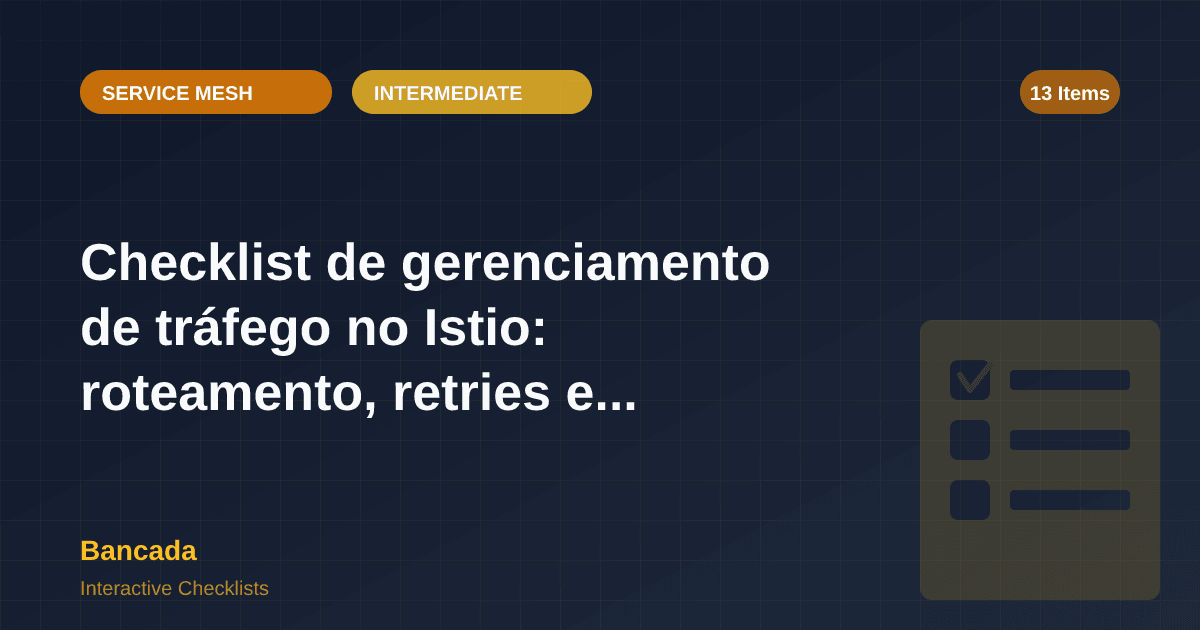 SERVICE MESH
INTERMEDIATE
13 Items
Checklist de gerenciamento
de tráfego no Istio:
roteamento, retries e...
Bancada
Interactive Checklists